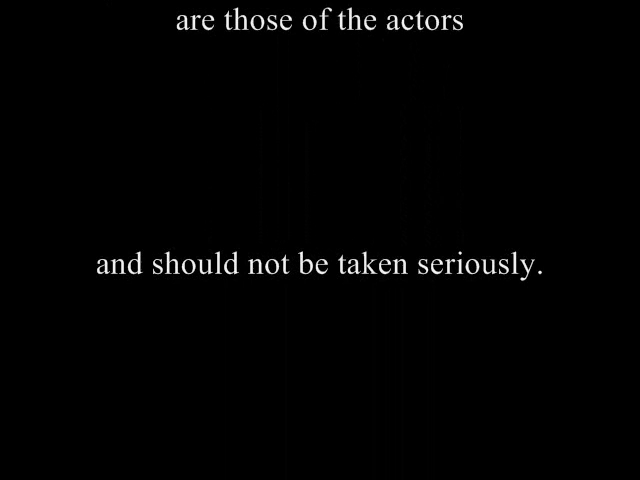 are those of the actors
and should not be taken seriously.